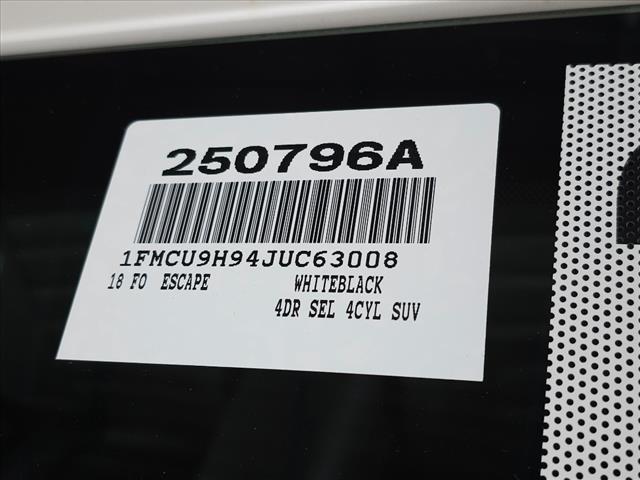 250796A
1FMCU9H94JUC63008
18 FO ESCAPE WHITEBLACK
4DR SEL 4CYL SUV